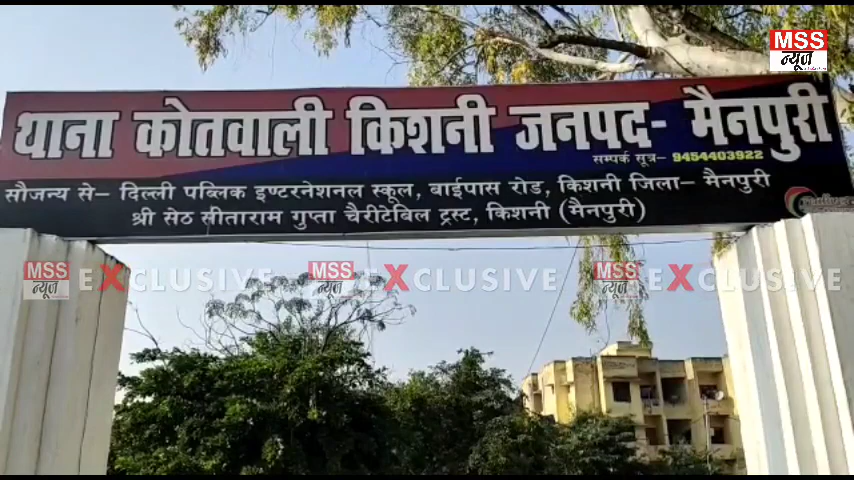 MSS
न्यूज
थाना कोतवाली किशनी जनपद- मैनपुरी
सम्पर्क सूत्र- 9454403922
सौजन्य से- दिल्ली पब्लिक इण्टरनेशनल स्कूल, बाईपास रोड, किशनी जिला- मैनपुरी
श्री सेठ सीताराम गुप्ता चैरीटेबिल ट्रस्ट, किशनी (मैनपुरी)
MSS न्यूज EXCLUSIVE MSS न्यूज EXCLUSIVE MSS न्यूज EXCLUSIVE